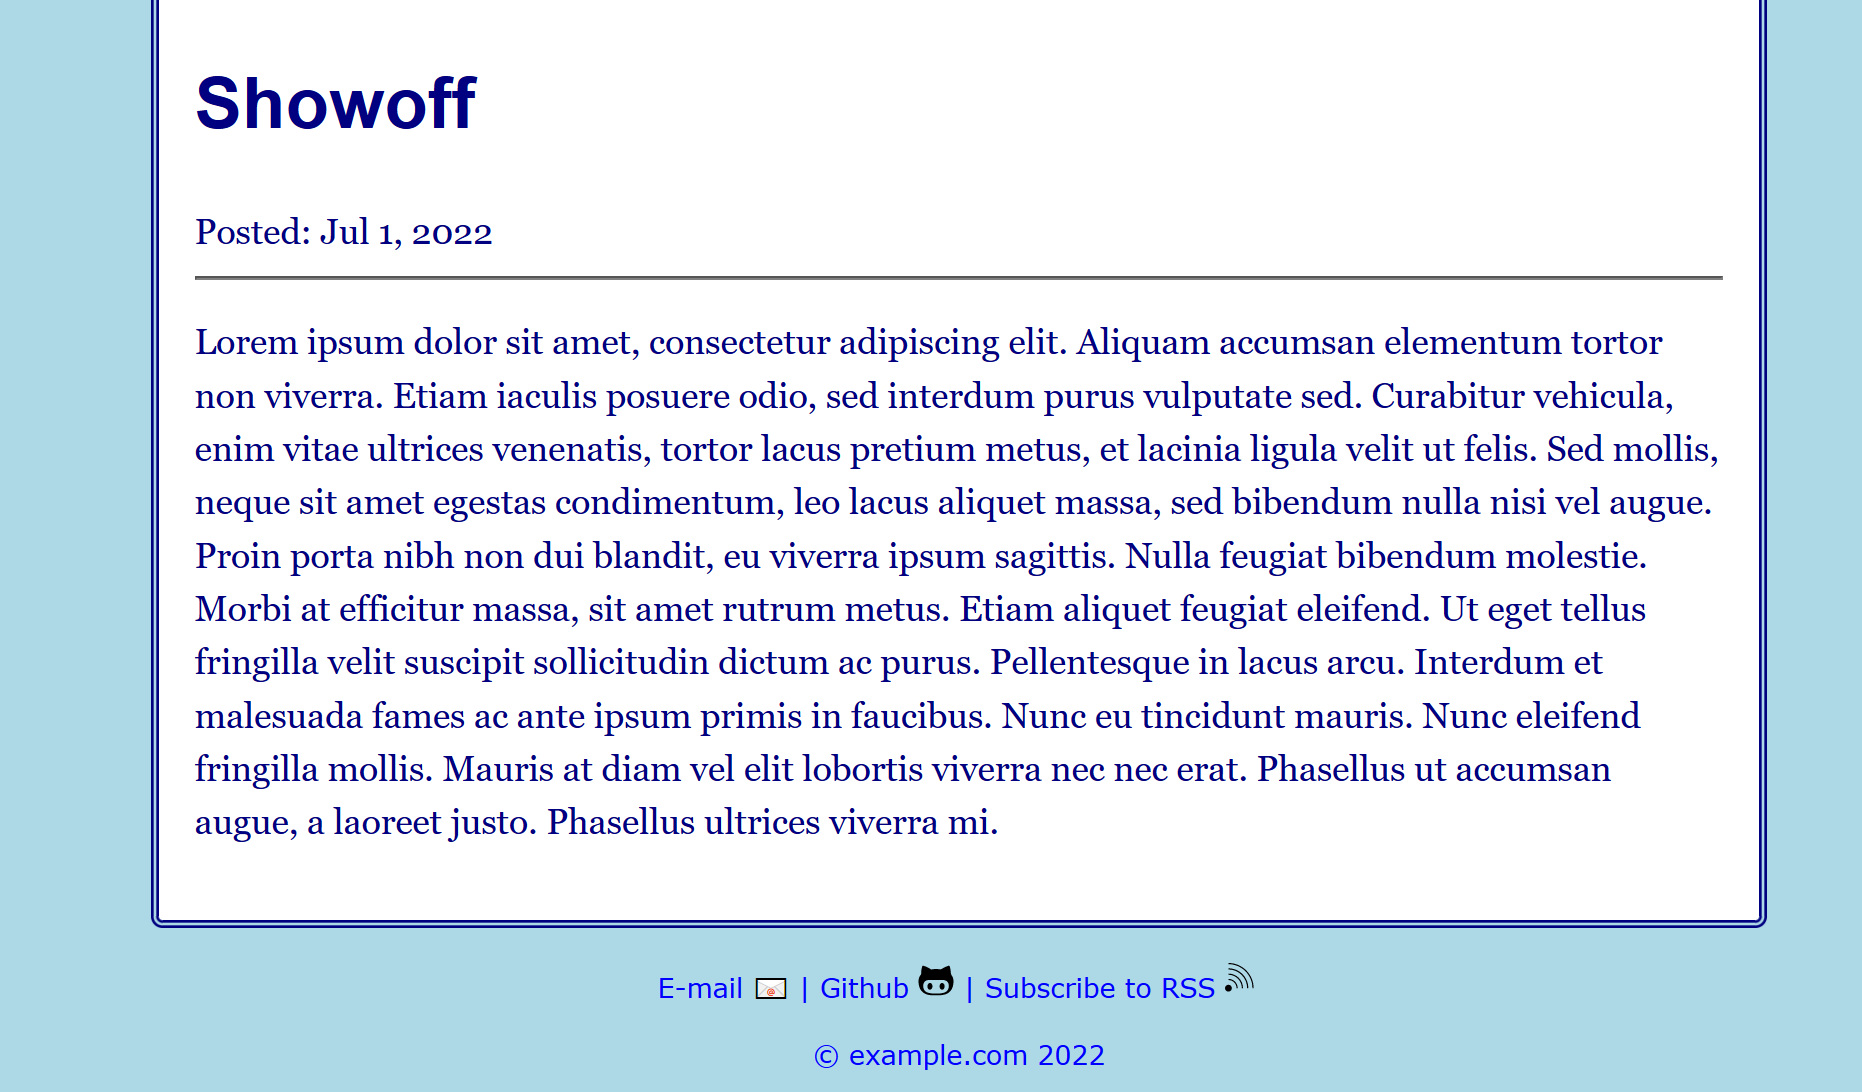 Showoff
Posted: Jul 1, 2022
Lorem ipsum dolor sit amet, consectetur adipiscing elit. Aliquam accumsan elementum tortor
non viverra. Etiam iaculis posuere odio, sed interdum purus vulputate sed. Curabitur vehicula,
enim vitae ultrices venenatis, tortor lacus pretium metus, et lacinia ligula velit ut felis. Sed mollis,
neque sit amet egestas condimentum, leo lacus aliquet massa, sed bibendum nulla nisi vel augue.
Proin porta nibh non dui blandit, eu viverra ipsum sagittis. Nulla feugiat bibendum molestie.
Morbi at efficitur massa, sit amet rutrum metus. Etiam aliquet feugiat eleifend. Ut eget tellus
fringilla velit suscipit sollicitudin dictum ac purus. Pellentesque in lacus arcu. Interdum et
malesuada fames ac ante ipsum primis in faucibus. Nunc eu tincidunt mauris. Nunc eleifend
fringilla mollis. Mauris at diam vel elit lobortis viverra nec nec erat. Phasellus ut accumsan
augue, a laoreet justo. Phasellus ultrices viverra mi.
E-mail | Github | Subscribe to RSS
© example.com 2022